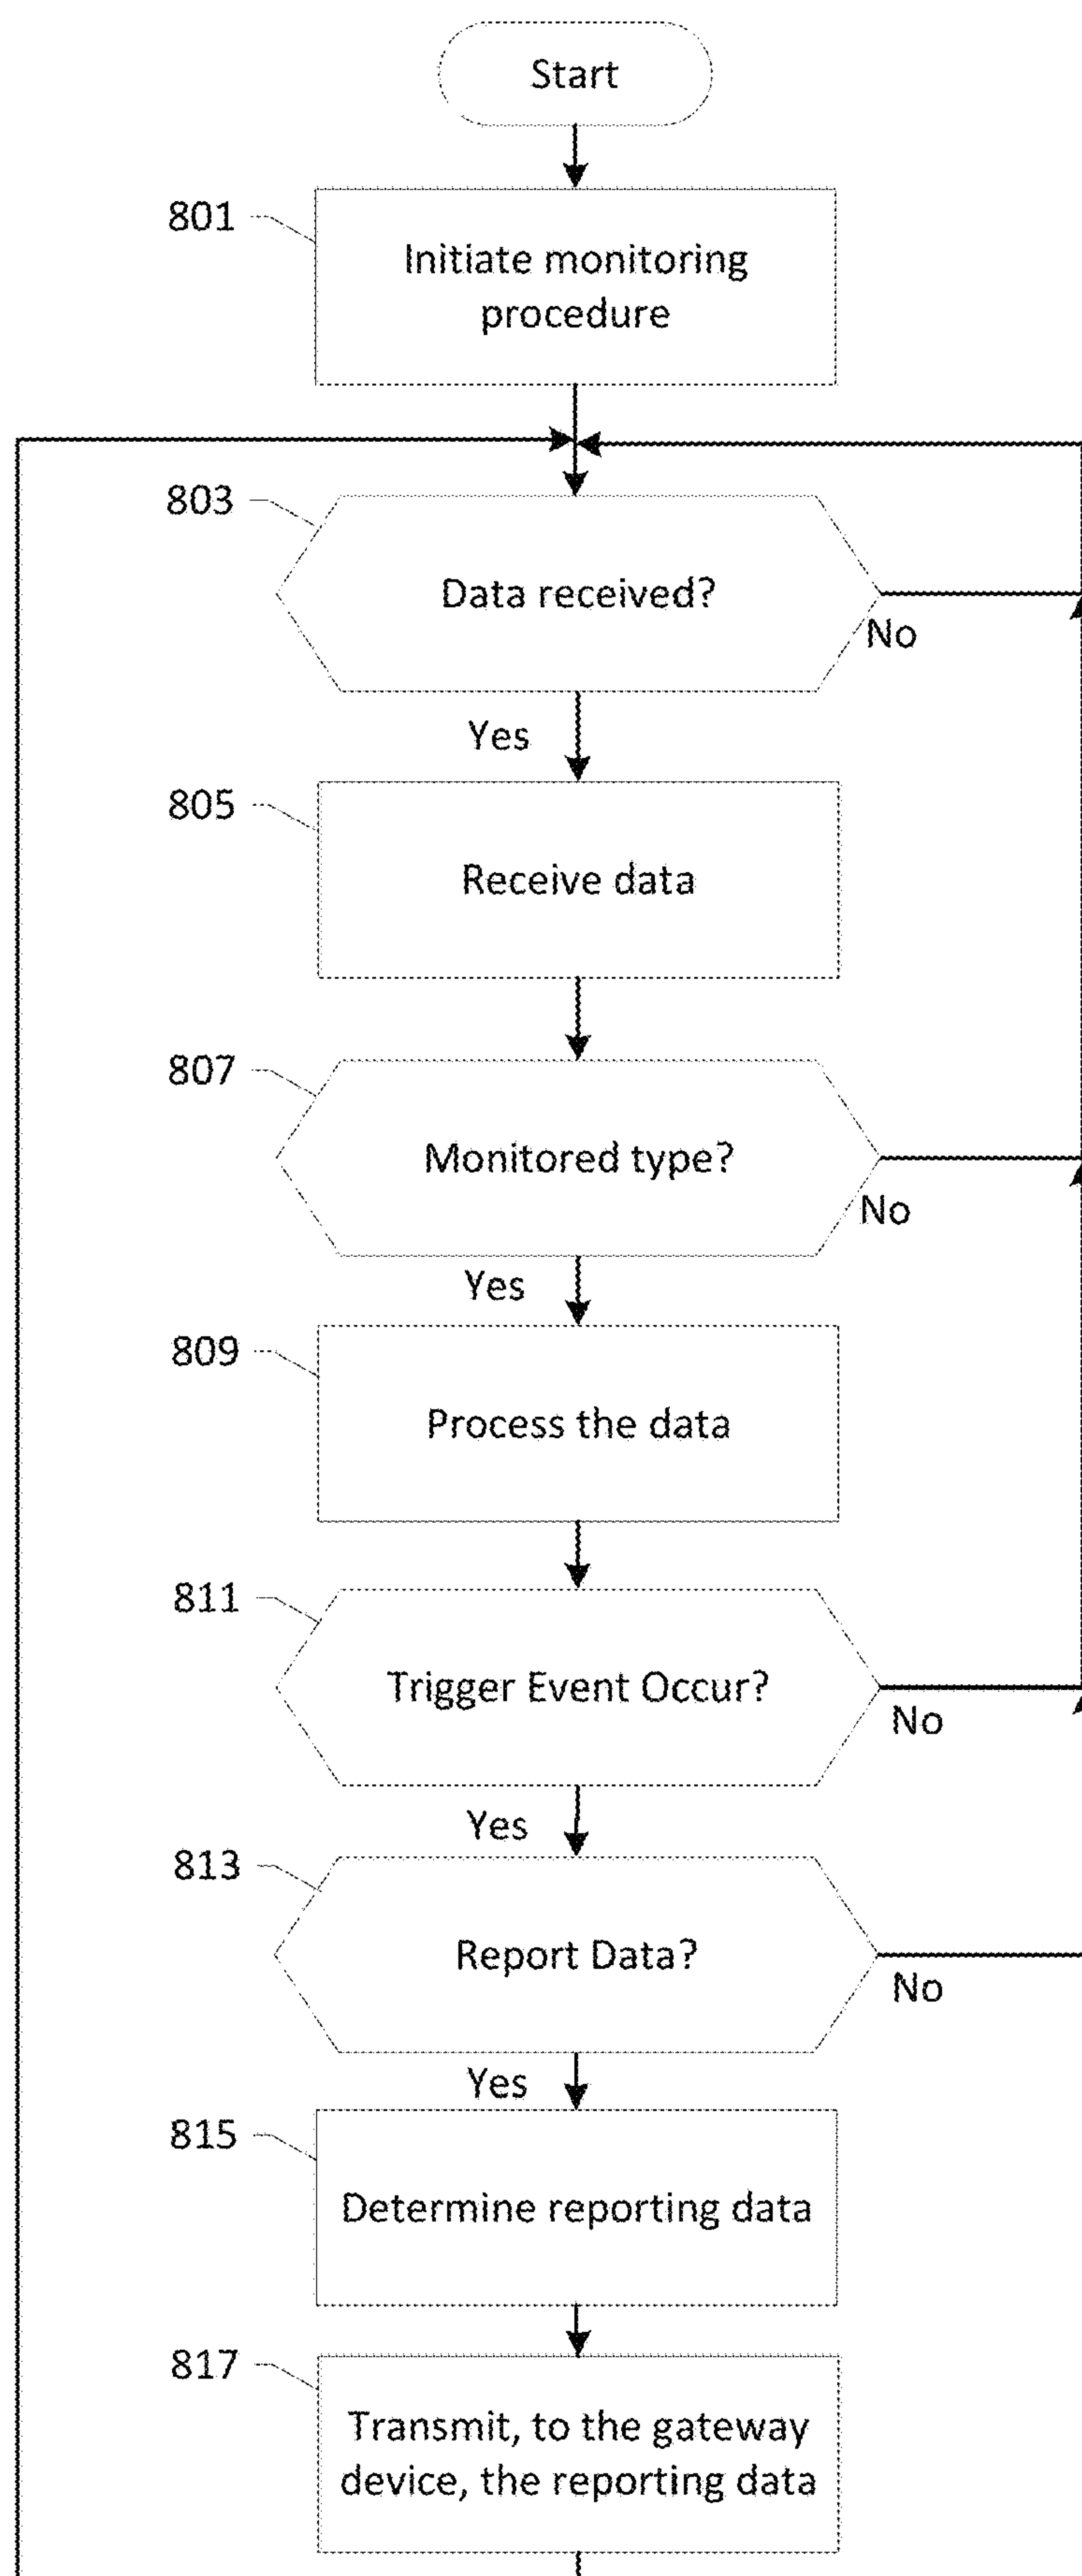 Start
801
Initiate monitoring
procedure
803
Data received?
No
Yes
805
Receive data
807
Monitored type?
No
Yes
809
Process the data
811
Trigger Event Occur?
No
Yes
813
Report Data?
No
Yes
815
Determine reporting data
817
Transmit, to the gateway
device, the reporting data